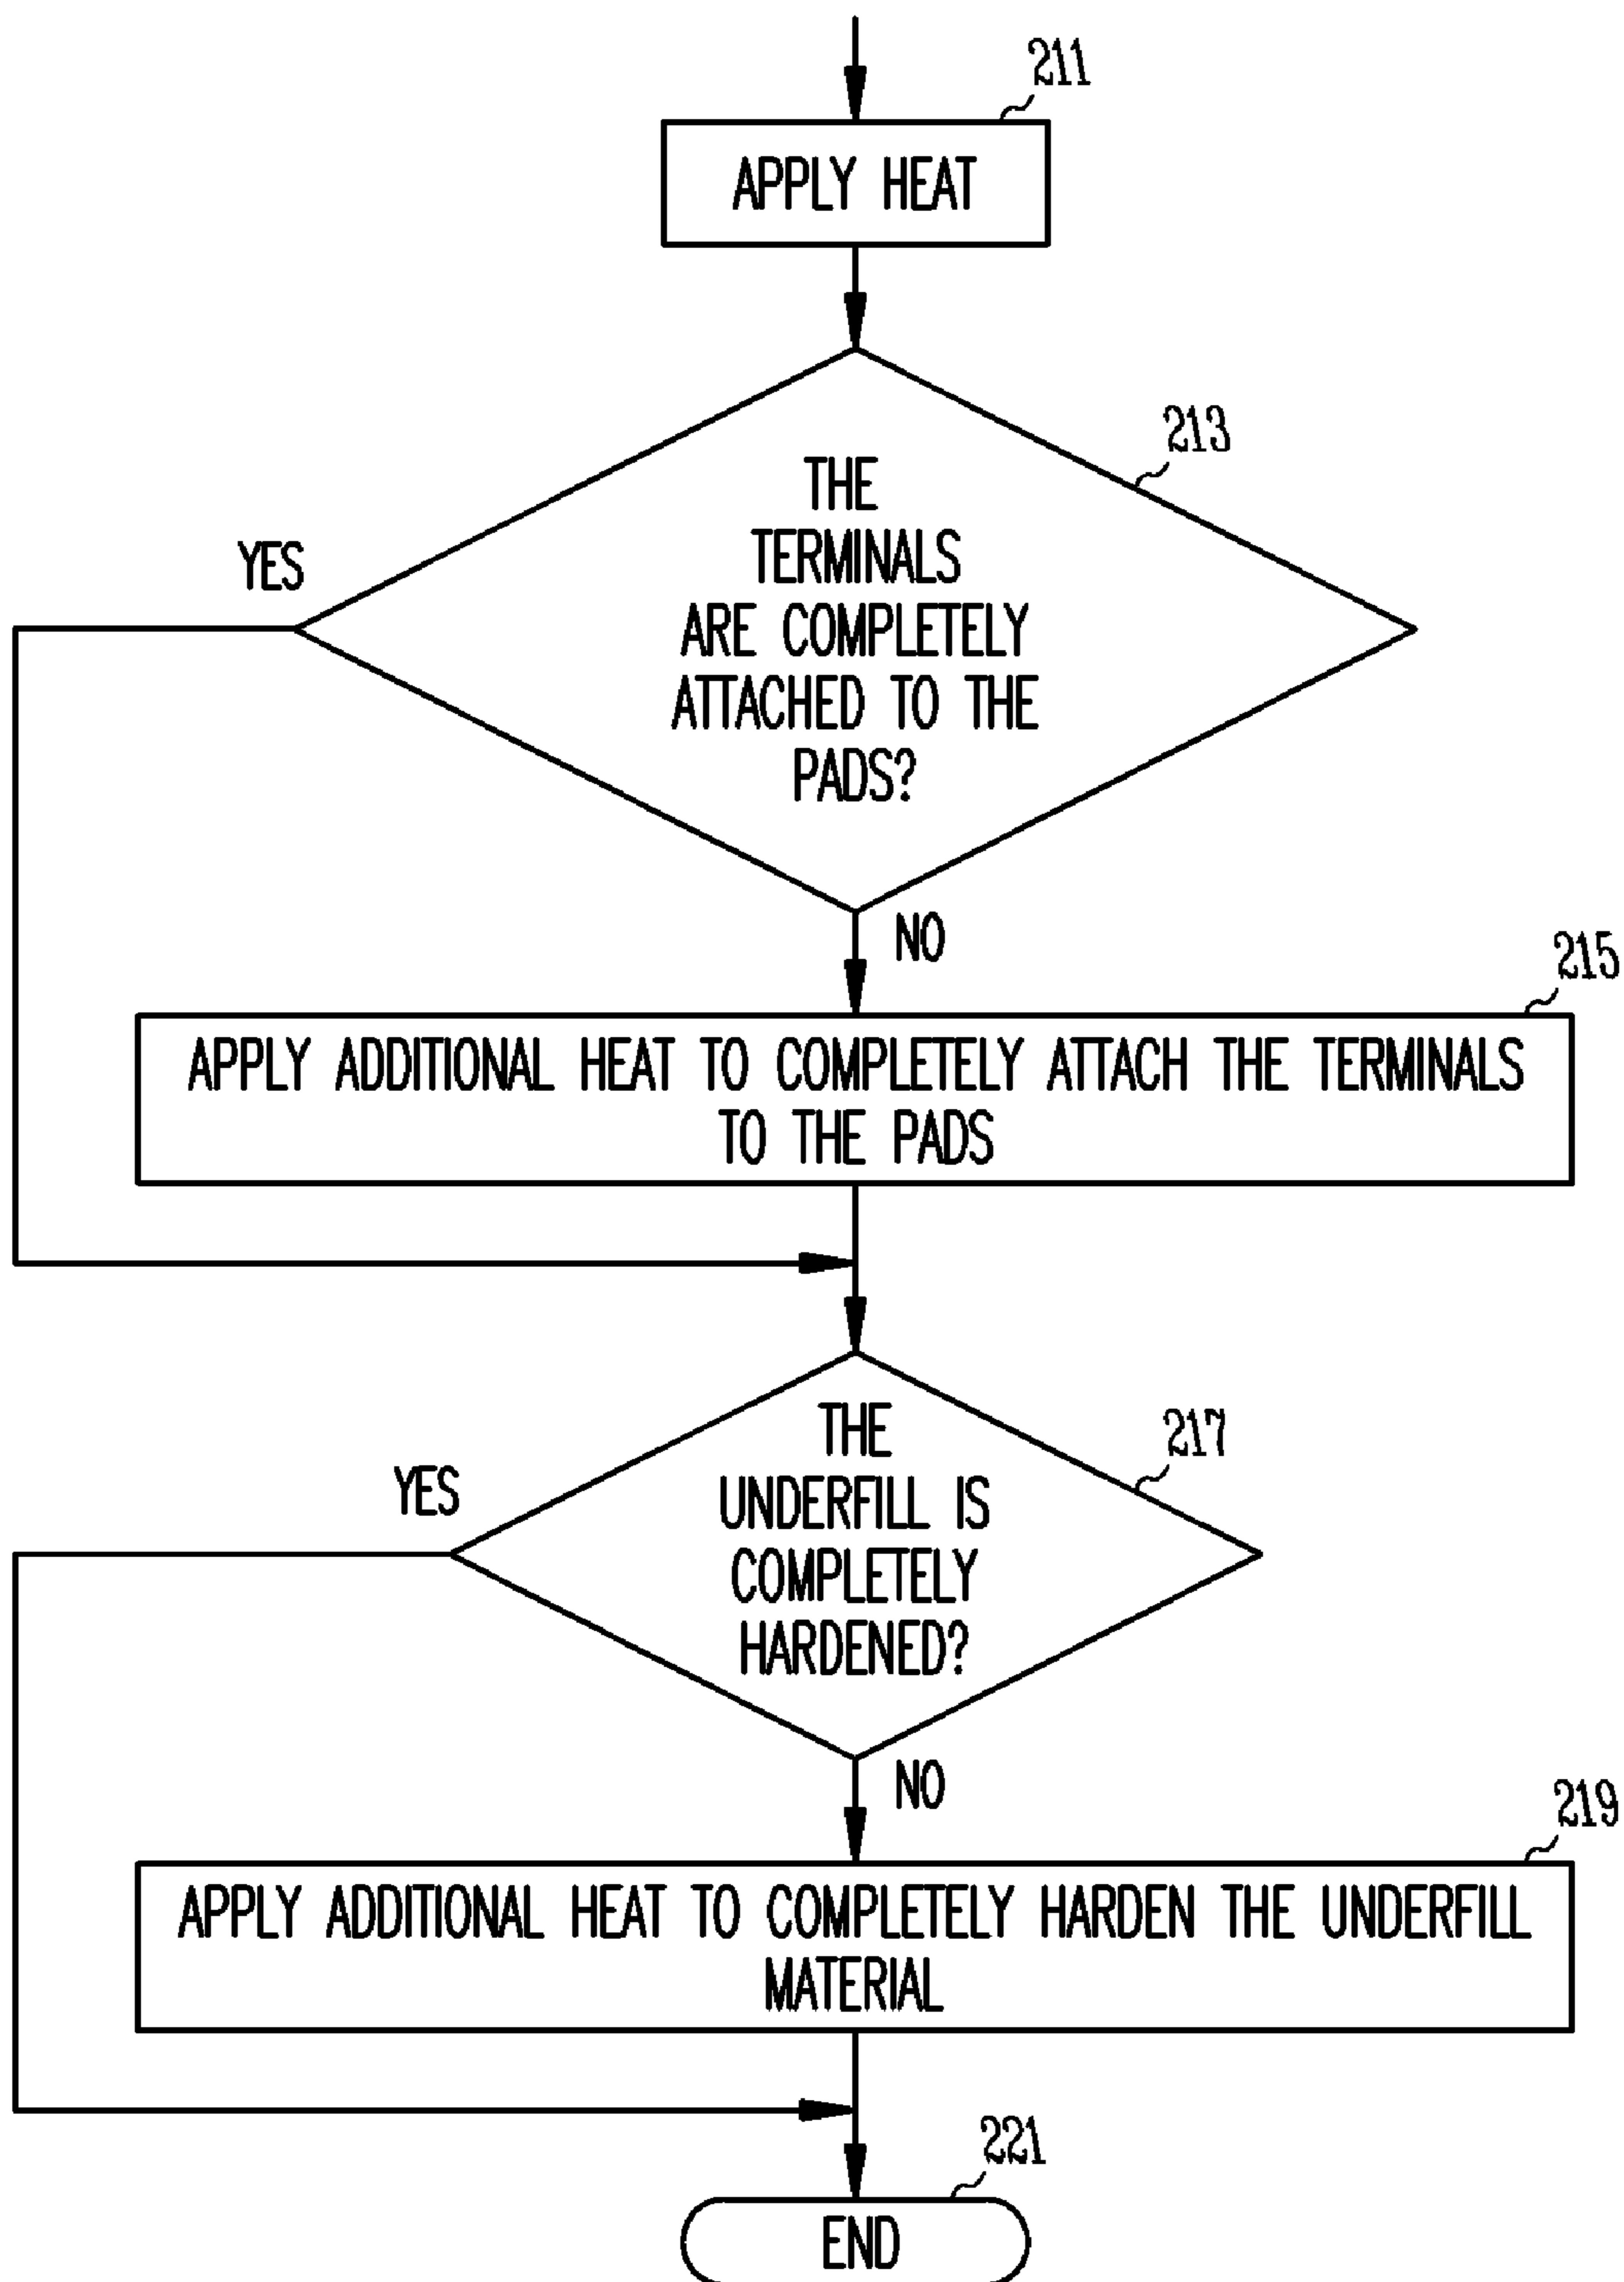 211
APPLY HEAT
213
THE
TERMINALS
ARE COMPLETELY
ATTACHED TO THE
PADS?
YES
NO
215
APPLY ADDITIONAL HEAT TO COMPLETELY ATTACH THE TERMINALS
TO THE PADS
217
THE
UNDERFILL IS
COMPLETELY
HARDENED?
YES
NO
219
APPLY ADDITIONAL HEAT TO COMPLETELY HARDEN THE UNDERFILL
MATERIAL
221
END